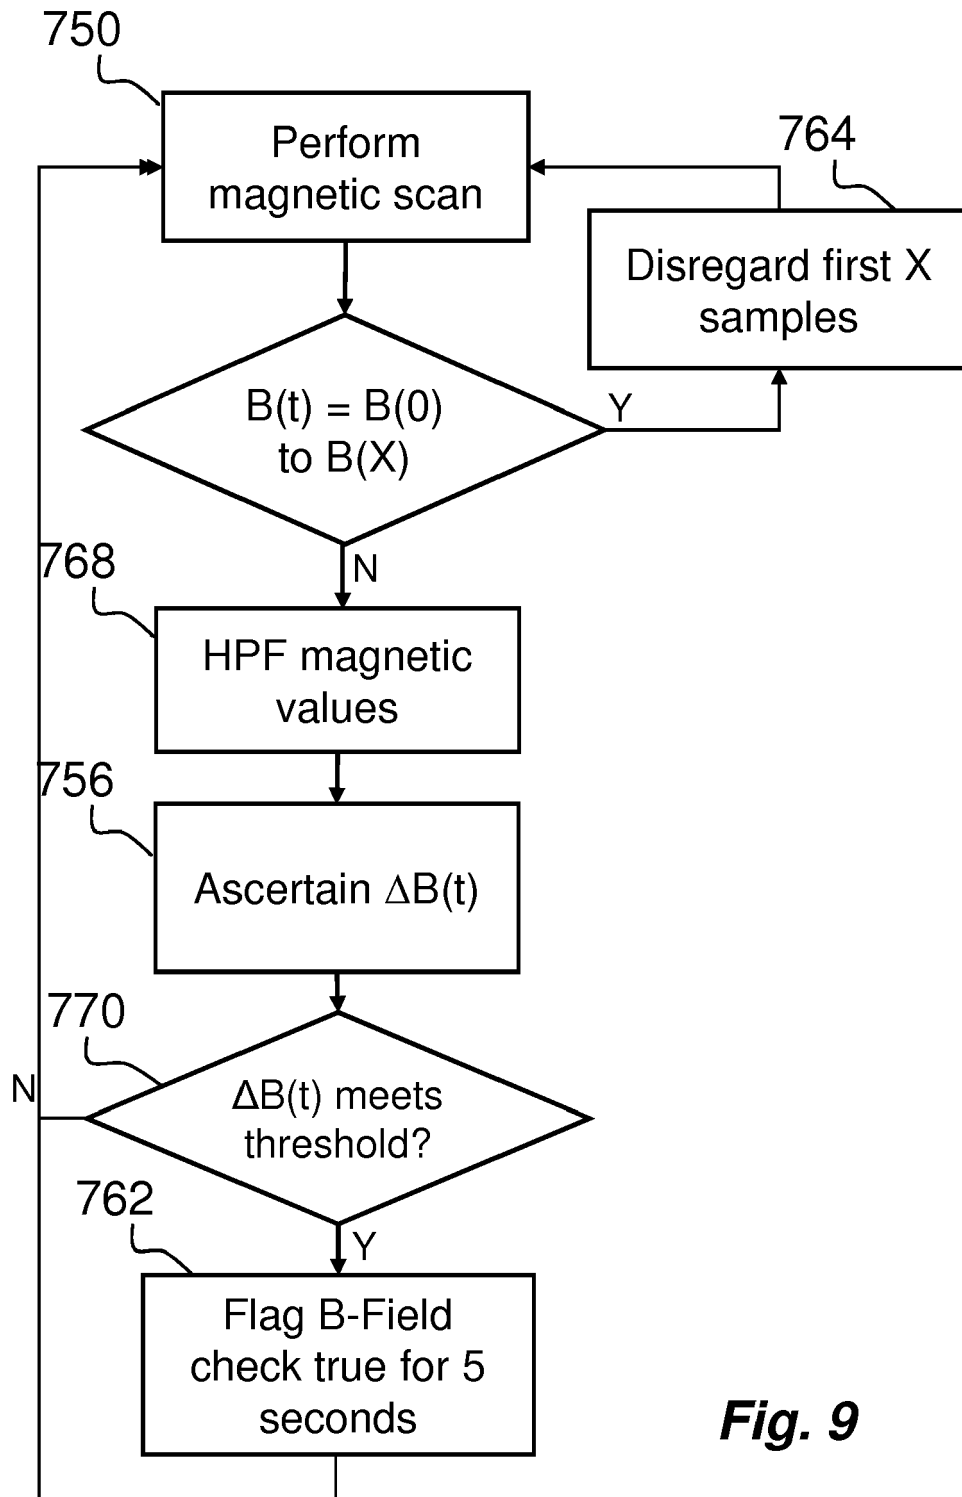 750
Perform
magnetic scan
764
Disregard first X
samples
B(t) = B(0)
to B(X)
Y
N
768
HPF magnetic
values
756
Ascertain ΔB(t)
770
N
ΔB(t) meets
threshold?
762
Y
Flag B-Field
check true for 5
seconds
Fig. 9